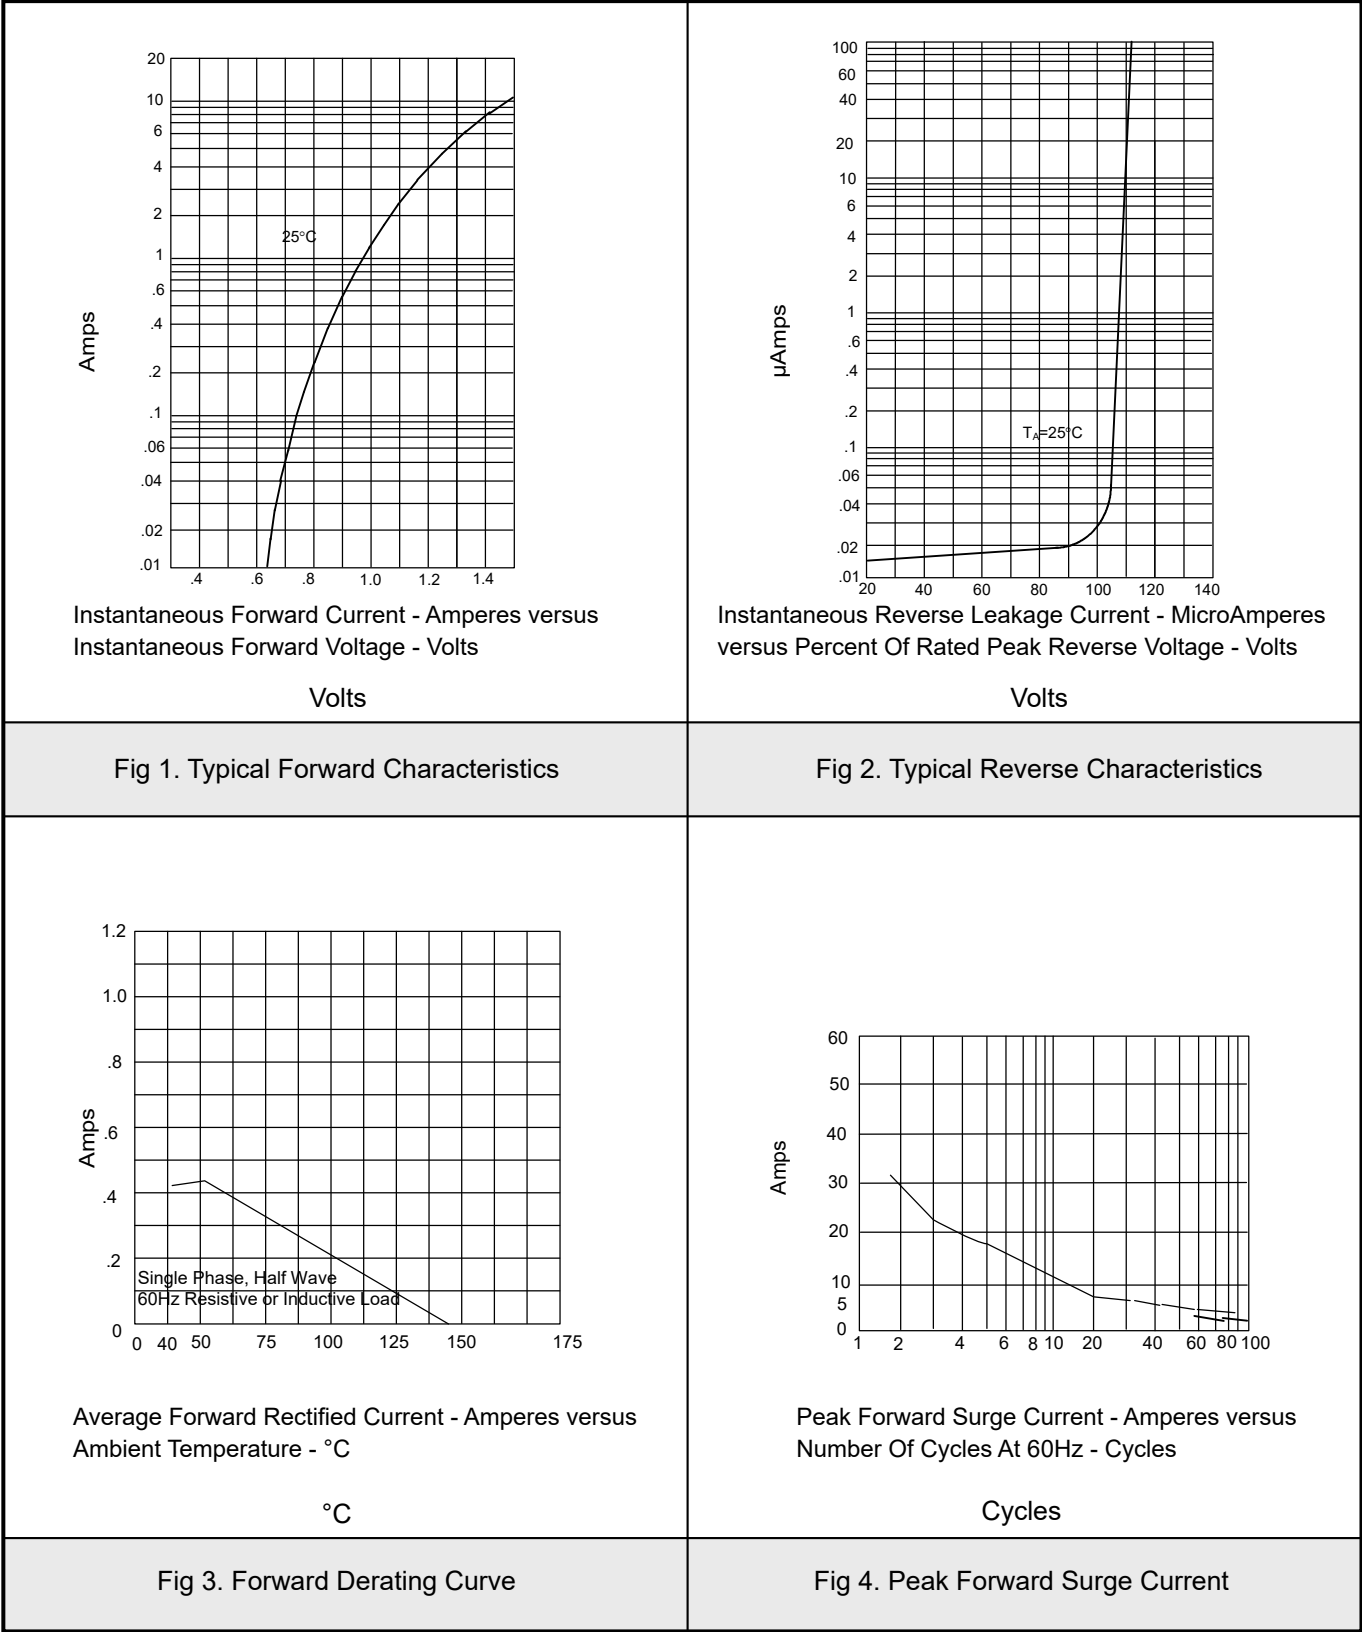 20
10
6
4
2
1
.6
.4
.2
.1
.06
.04
.02
.01
Amps
25°C
.4 .6 .8 1.0 1.2 1.4
Instantaneous Forward Current - Amperes versus
Instantaneous Forward Voltage - Volts
Volts
Fig 1. Typical Forward Characteristics
100
60
40
20
10
6
4
2
1
.6
.4
.2
.1
.06
.04
.02
.01
µAmps
TA=25°C
20 40 60 80 100 120 140
Instantaneous Reverse Leakage Current - MicroAmperes
versus Percent Of Rated Peak Reverse Voltage - Volts
Volts
Fig 2. Typical Reverse Characteristics
1.2
1.0
.8
.6
.4
.2
0
Amps
Single Phase, Half Wave
60Hz Resistive or Inductive Load
0 40 50 75 100 125 150 175
Average Forward Rectified Current - Amperes versus
Ambient Temperature - °C
°C
Fig 3. Forward Derating Curve
60
50
40
30
20
10
5
0
Amps
1 2 4 6 8 10 20 40 60 80 100
Peak Forward Surge Current - Amperes versus
Number Of Cycles At 60Hz - Cycles
Cycles
Fig 4. Peak Forward Surge Current